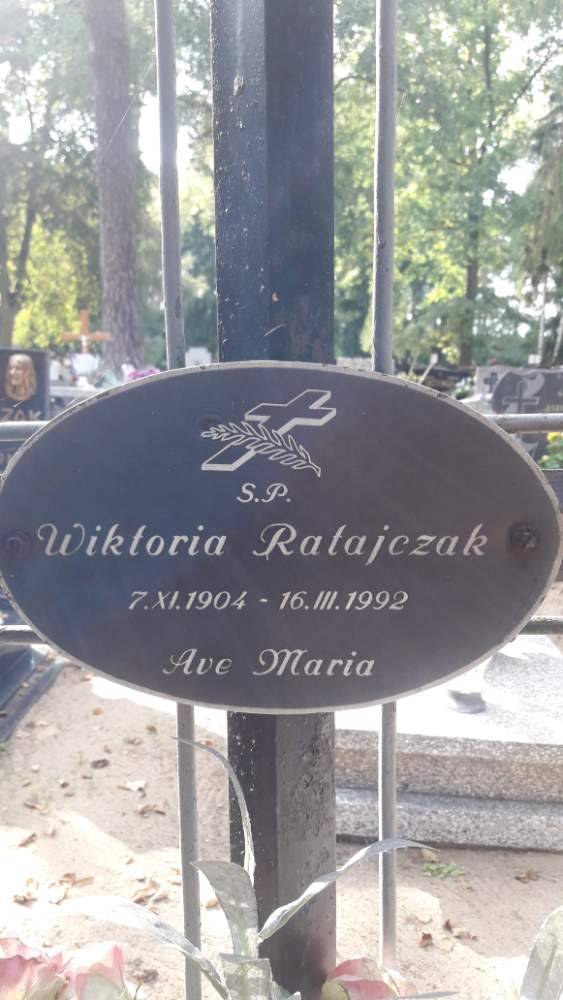 S.P.
Wiktoria Ratajczak
7.XI.1904 - 16.III.1992
Ave Maria